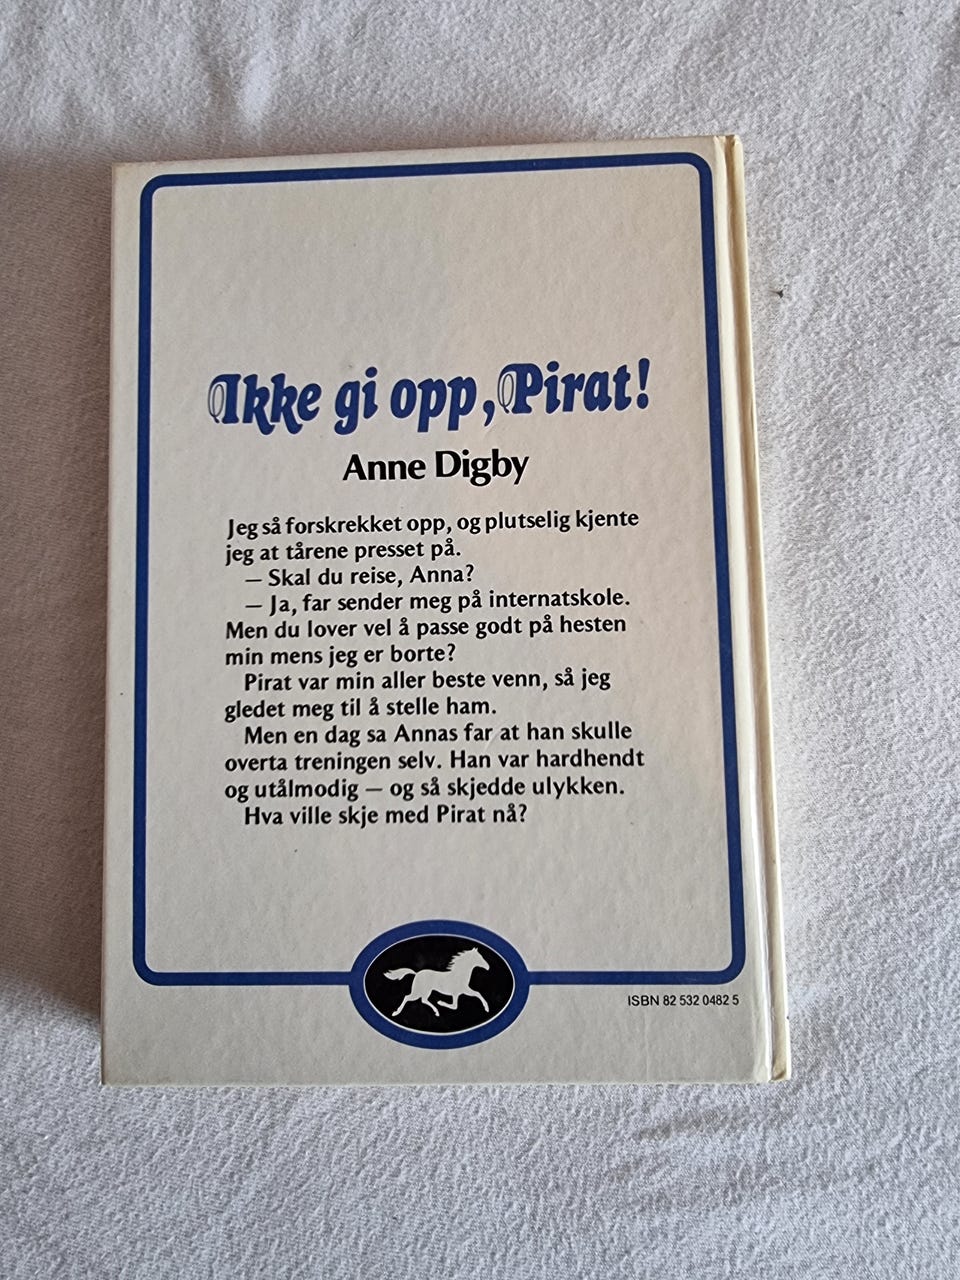 Ikke gi opp, Pirat!
Anne Digby
Jeg så forskrekket opp, og plutselig kjente
jeg at tårene presset på.
— Skal du reise, Anna?
— Ja, far sender meg på internatskole.
Men du lover vel å passe godt på hesten
min mens jeg er borte?
Pirat var min aller beste venn, så jeg
gledet meg til å stelle ham.
Men en dag sa Annas far at han skulle
overta treningen selv. Han var hardhendt
og utålmodig — og så skjedde ulykken.
Hva ville skje med Pirat nå?
ISBN 82 532 0482 5